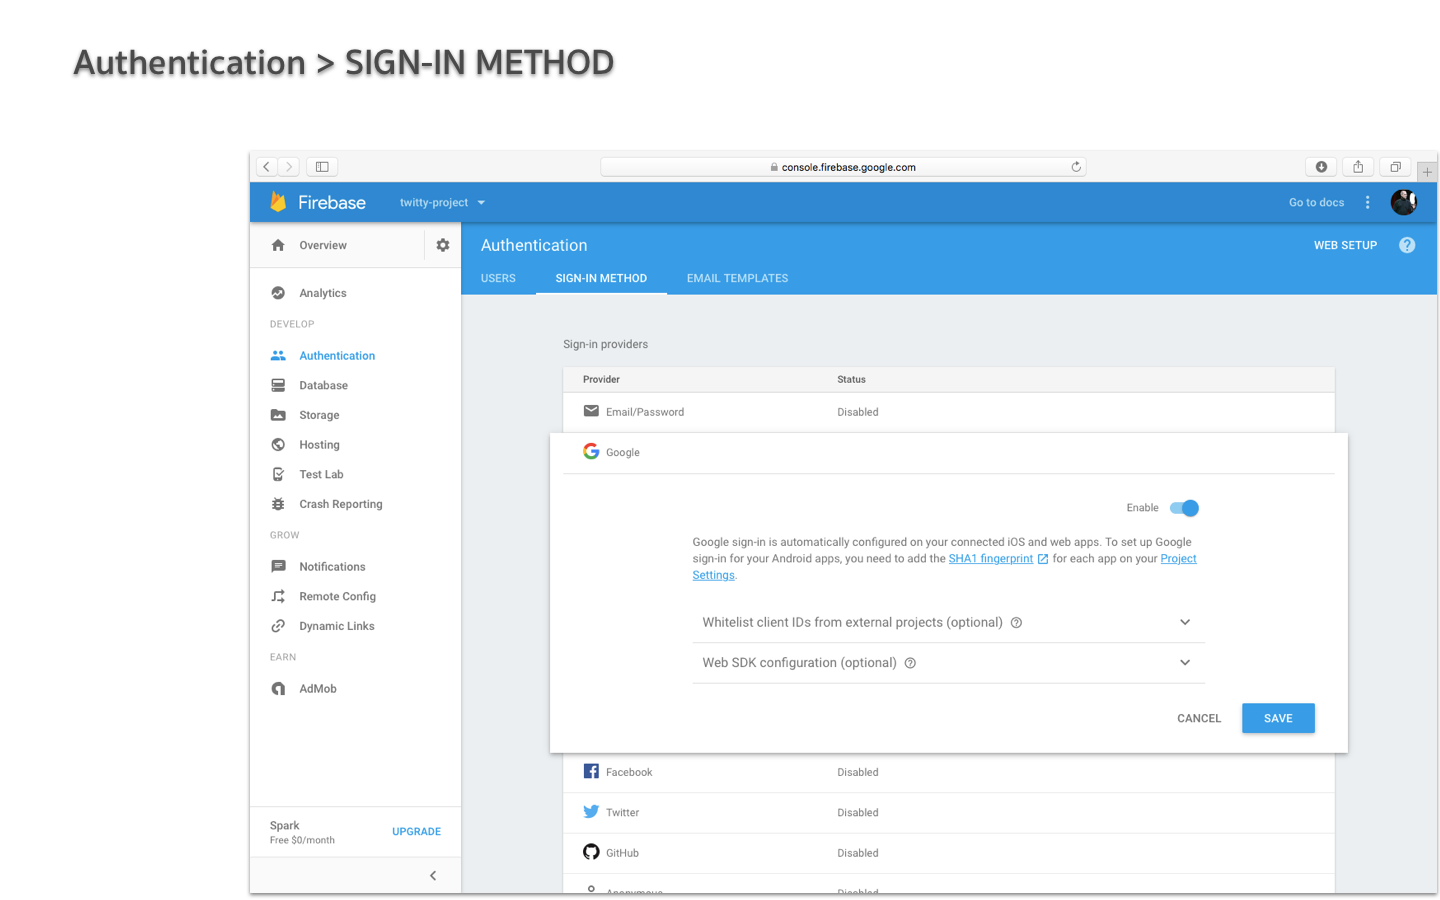 Authentication > SIGN-IN METHOD
console.firebase.google.com
Firebase twitty-project Go to docs
Overview
Authentication WEB SETUP
USERS SIGN-IN METHOD EMAIL TEMPLATES
Analytics
DEVELOP
Authentication
Database
Storage
Hosting
Test Lab
Crash Reporting
GROW
Notifications
Remote Config
Dynamic Links
EARN
AdMob
Spark
Free $0/month
UPGRADE
Sign-in providers
Provider Status
Email/Password Disabled
Google
Enable
Google sign-in is automatically configured on your connected iOS and web apps. To set up Google
sign-in for your Android apps, you need to add the SHA1 fingerprint for each app on your Project
Settings.
Whitelist client IDs from external projects (optional)
Web SDK configuration (optional)
CANCEL SAVE
Facebook Disabled
Twitter Disabled
GitHub Disabled
Anonymous Disabled